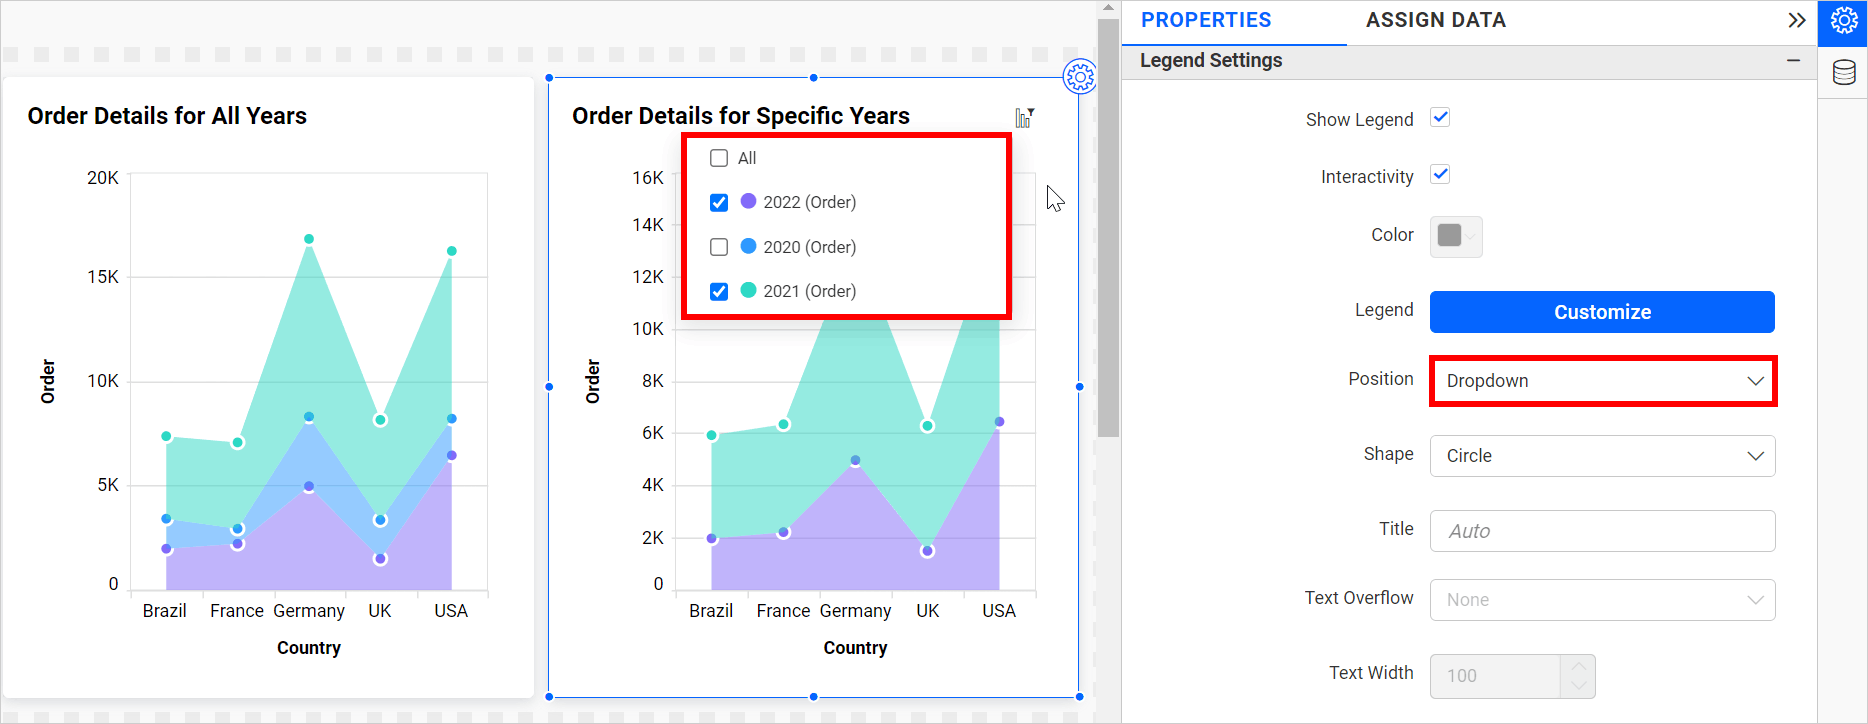 PROPERTIES
ASSIGN DATA
Legend Settings
Order Details for All Years
20K
15K
10K
5K
0
Order
Brazil France Germany UK USA
Country
Order Details for Specific Years
All
2022 (Order)
2020 (Order)
2021 (Order)
16K
14K
12K
10K
8K
6K
4K
2K
0
Order
Brazil France Germany UK USA
Country
Show Legend
Interactivity
Color
Legend Customize
Position Dropdown
Shape Circle
Title Auto
Text Overflow None
Text Width 100